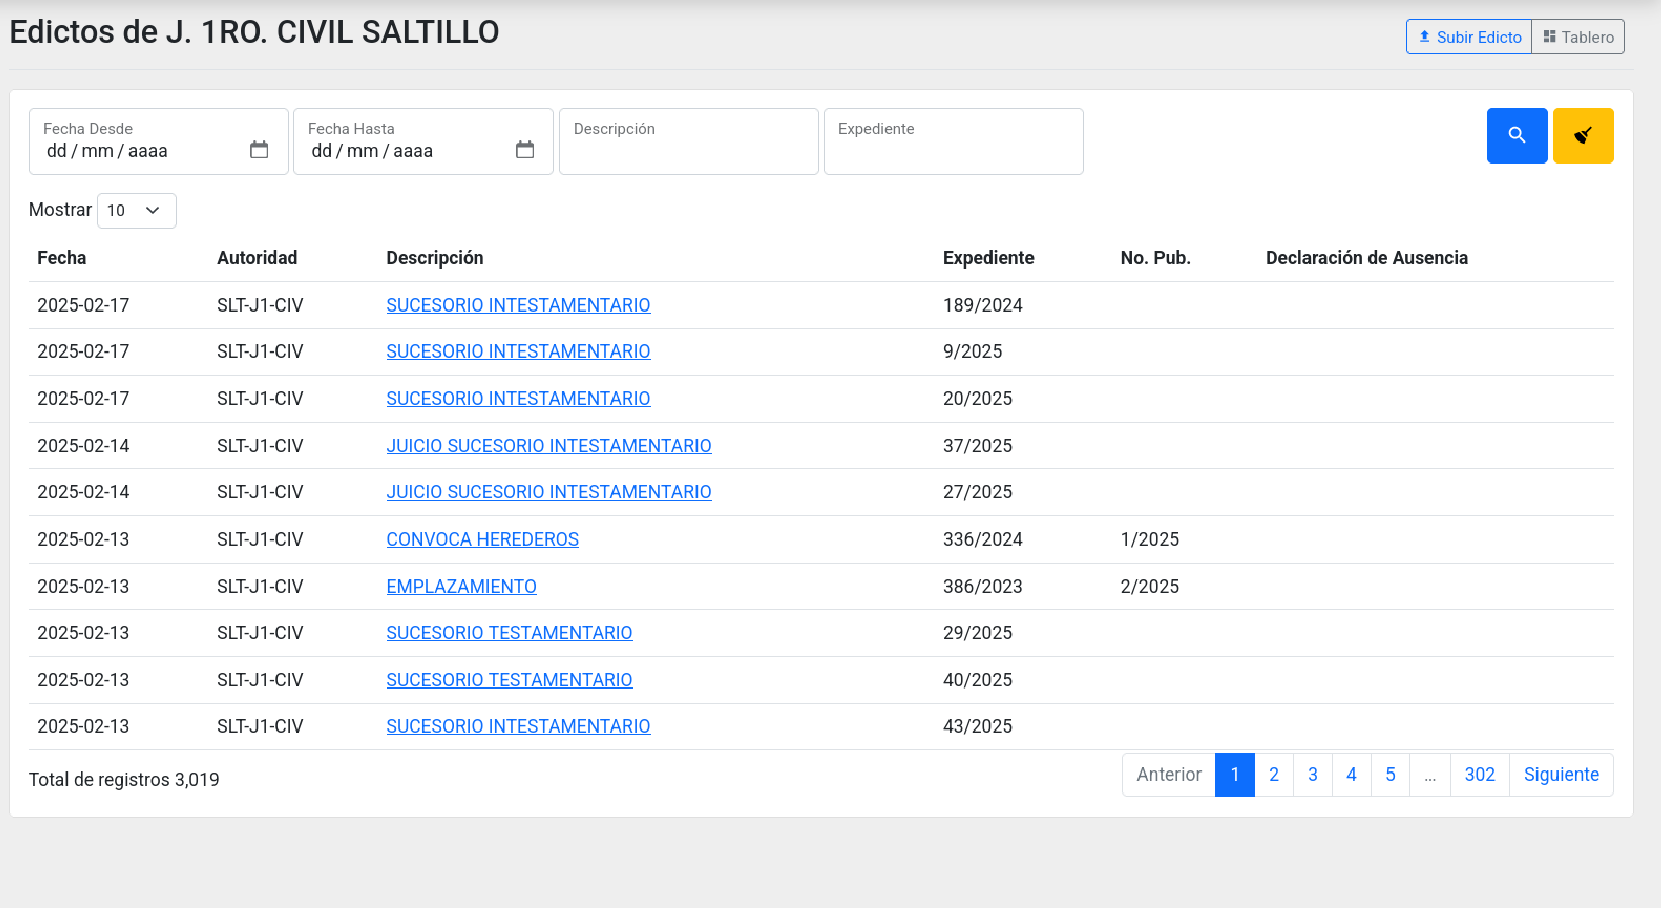 Edictos de J. 1RO. CIVIL SALTILLO
Subir Edicto Tablero
Fecha Desde Fecha Hasta Descripción Expediente
dd / mm / aaaa dd / mm / aaaa
Mostrar 10
Fecha Autoridad Descripción Expediente No. Pub. Declaración de Ausencia
2025-02-17 SLT-J1-CIV SUCESORIO INTESTAMENTARIO 189/2024
2025-02-17 SLT-J1-CIV SUCESORIO INTESTAMENTARIO 9/2025
2025-02-17 SLT-J1-CIV SUCESORIO INTESTAMENTARIO 20/2025
2025-02-14 SLT-J1-CIV JUICIO SUCESORIO INTESTAMENTARIO 37/2025
2025-02-14 SLT-J1-CIV JUICIO SUCESORIO INTESTAMENTARIO 27/2025
2025-02-13 SLT-J1-CIV CONVOCA HEREDEROS 336/2024 1/2025
2025-02-13 SLT-J1-CIV EMPLAZAMIENTO 386/2023 2/2025
2025-02-13 SLT-J1-CIV SUCESORIO TESTAMENTARIO 29/2025
2025-02-13 SLT-J1-CIV SUCESORIO TESTAMENTARIO 40/2025
2025-02-13 SLT-J1-CIV SUCESORIO INTESTAMENTARIO 43/2025
Total de registros 3,019 Anterior 1 2 3 4 5 ... 302 Siguiente